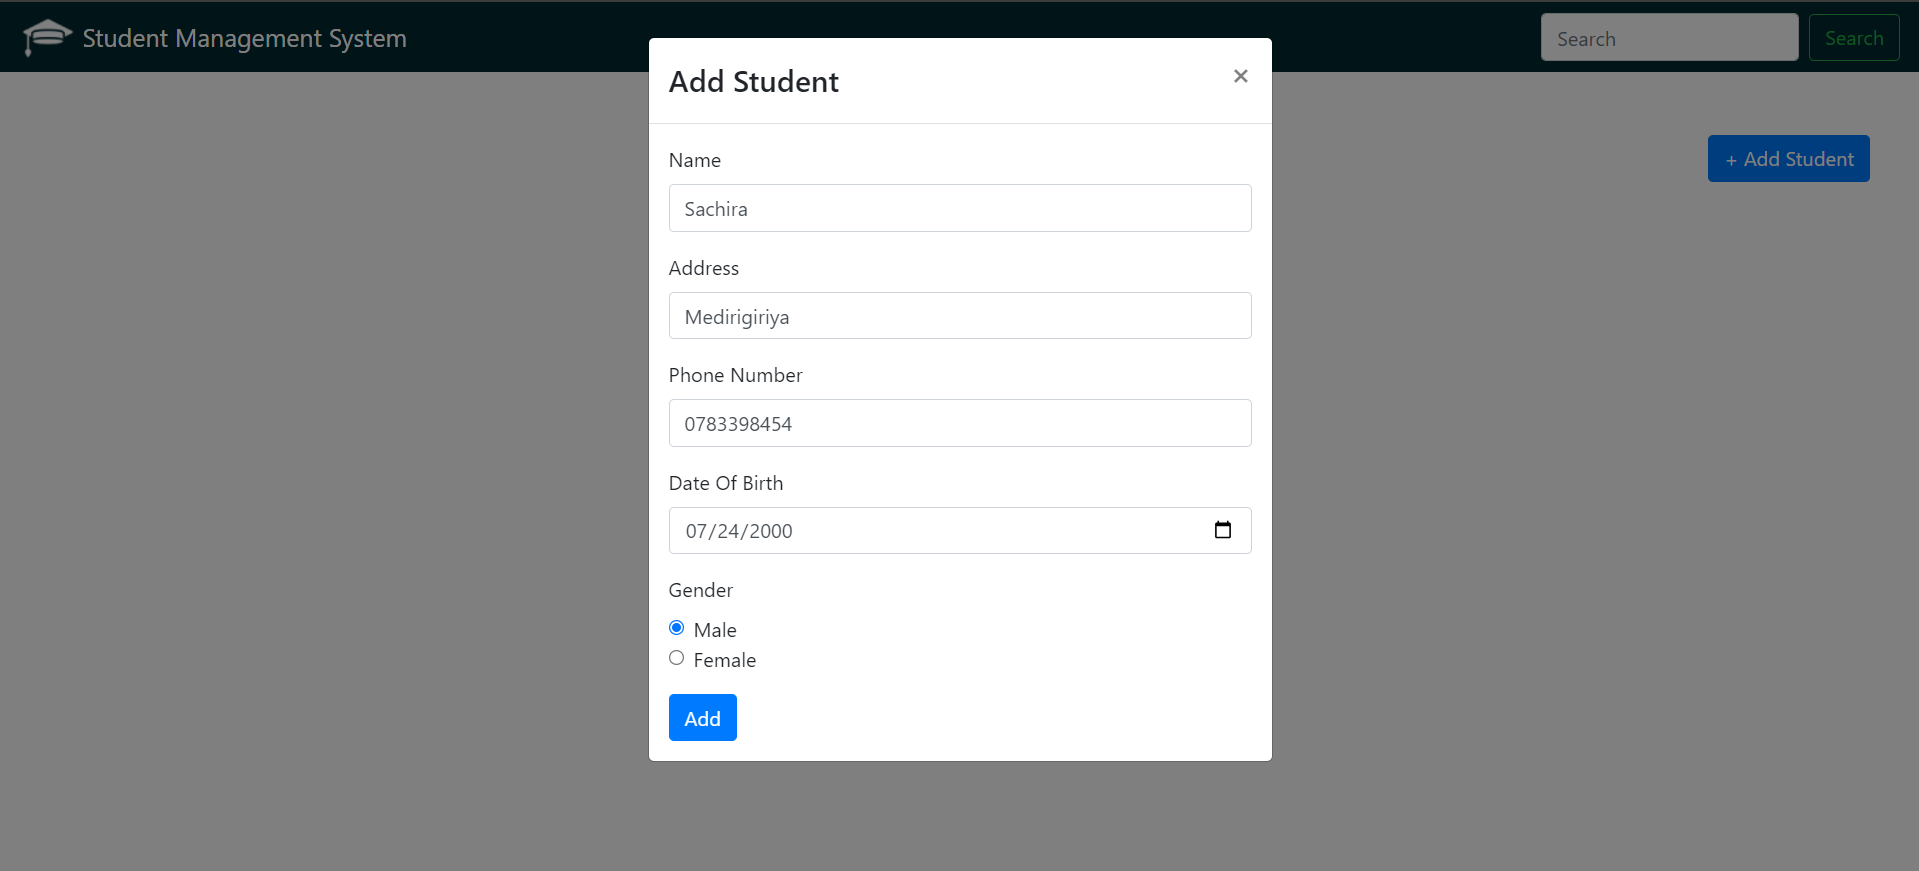 Student Management System
Search
Search
+ Add Student
Add Student
×
Name
Sachira
Address
Medirigiriya
Phone Number
0783398454
Date Of Birth
07/24/2000
Gender
Male
Female
Add